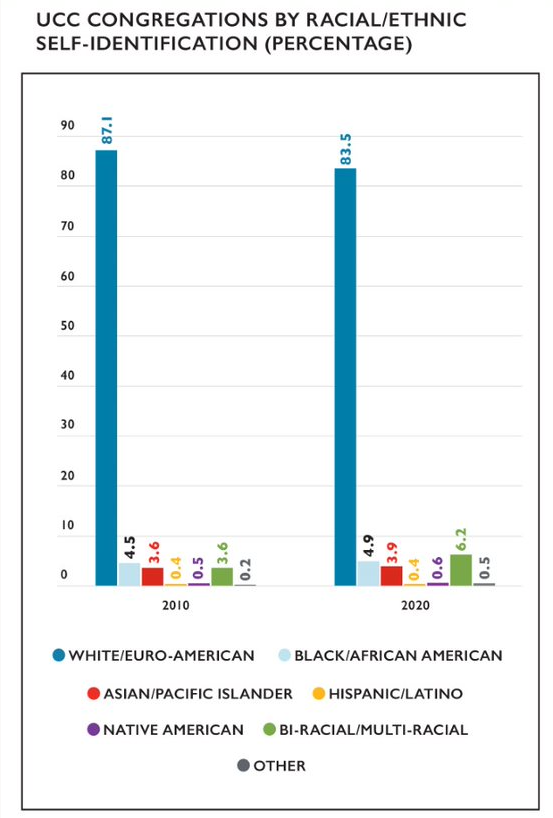 UCC CONGREGATIONS BY RACIAL/ETHNIC
SELF-IDENTIFICATION (PERCENTAGE)
90
80
70
60
50
40
30
20
10
0
87.1
4.5
3.6
0.4
0.5
3.6
0.2
83.5
4.9
3.9
0.4
0.6
6.2
0.5
2010
2020
WHITE/EURO-AMERICAN
BLACK/AFRICAN AMERICAN
ASIAN/PACIFIC ISLANDER
HISPANIC/LATINO
NATIVE AMERICAN
BI-RACIAL/MULTI-RACIAL
OTHER